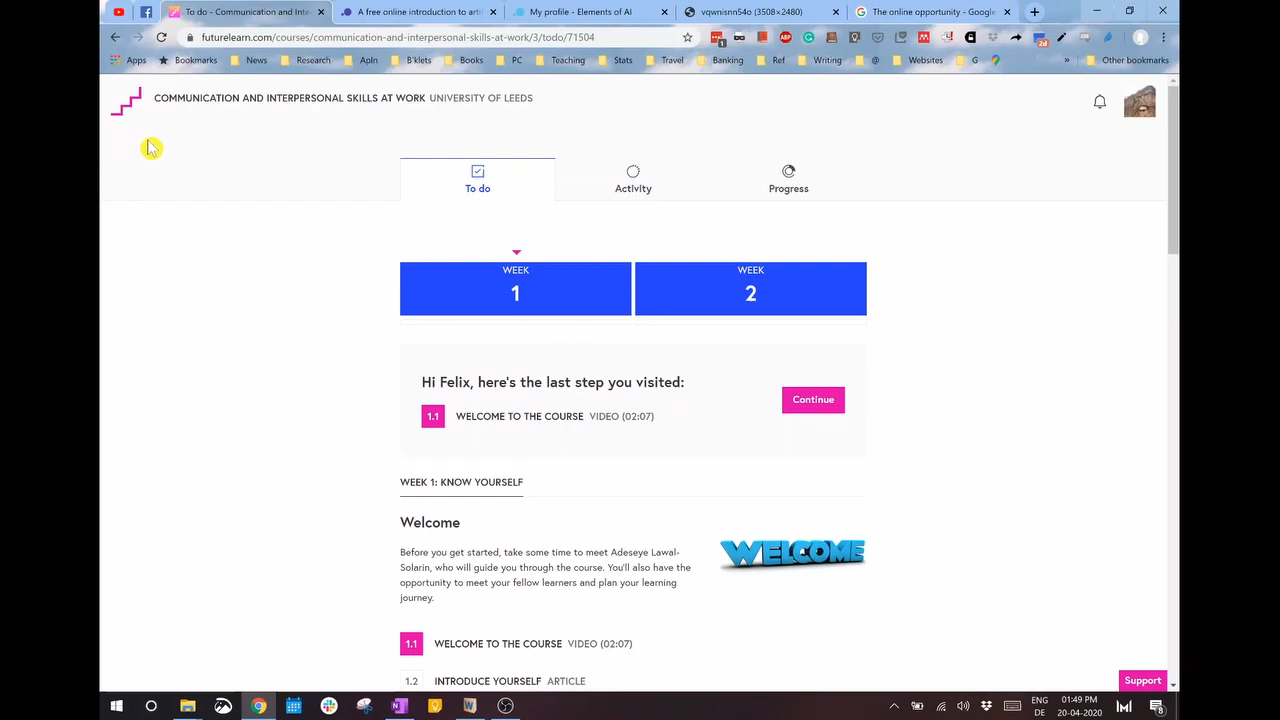 To do - Communication and Inte
A free online introduction to arti
My profile - Elements of AI
vqwnisnn54o (3508×2480)
The online opportunity - Google
futurelearn.com/courses/communication-and-interpersonal-skills-at-work/3/todo/71504
Apps
Bookmarks
News
Research
ApIn
B'klets
Books
PC
Teaching
Stats
Travel
Banking
Ref
Writing
@
Websites
G
»
Other bookmarks
COMMUNICATION AND INTERPERSONAL SKILLS AT WORK UNIVERSITY OF LEEDS
To do
Activity
Progress
WEEK
1
WEEK
2
Hi Felix, here's the last step you visited:
1.1 WELCOME TO THE COURSE VIDEO (02:07)
Continue
WEEK 1: KNOW YOURSELF
Welcome
Before you get started, take some time to meet Adeseye Lawal-
Solarin, who will guide you through the course. You'll also have the
opportunity to meet your fellow learners and plan your learning
journey.
WELCOME
1.1 WELCOME TO THE COURSE VIDEO (02:07)
1.2 INTRODUCE YOURSELF ARTICLE
Support
ENG
DE
01:49 PM
20-04-2020